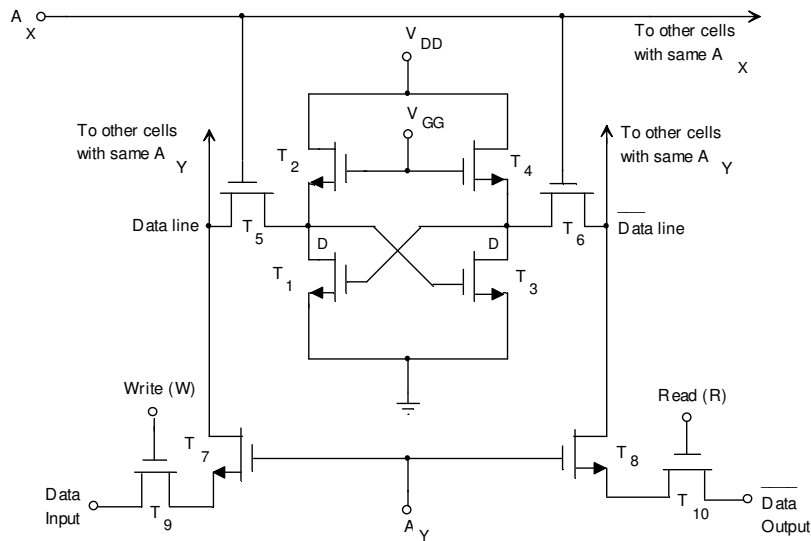 A X
To other cells
with same A X
V DD
V GG
To other cells
with same A Y
To other cells
with same A Y
T 2
T 4
Data line
T 5
D
D
T 6
Data line
T 1
T 3
Write (W)
Read (R)
T 7
T 8
Data
Input
T 9
A Y
T 10
Data
Output